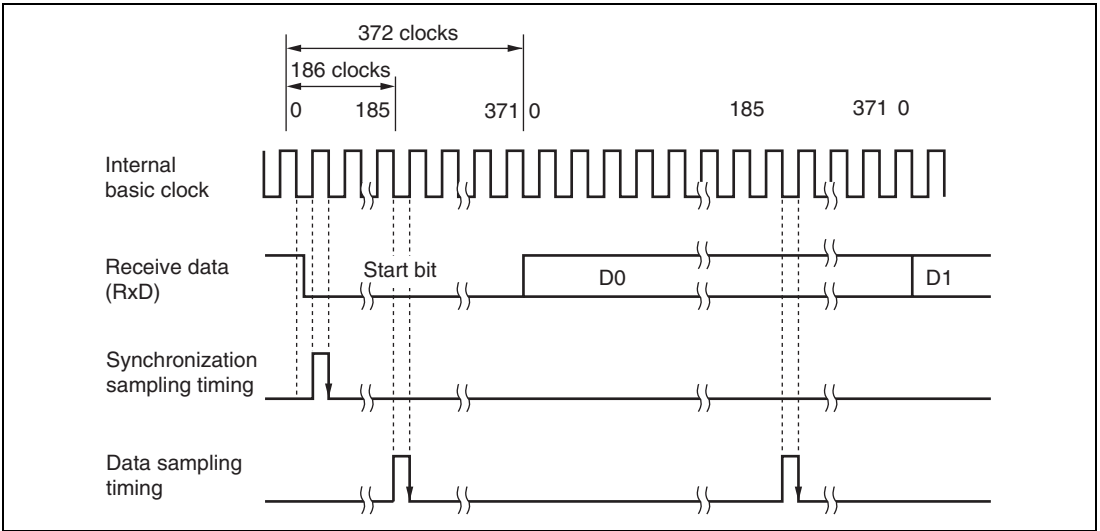 372 clocks
186 clocks
0 185 371 0 185 371 0
Internal
basic clock
Receive data
(RxD)
Start bit D0 D1
Synchronization
sampling timing
Data sampling
timing